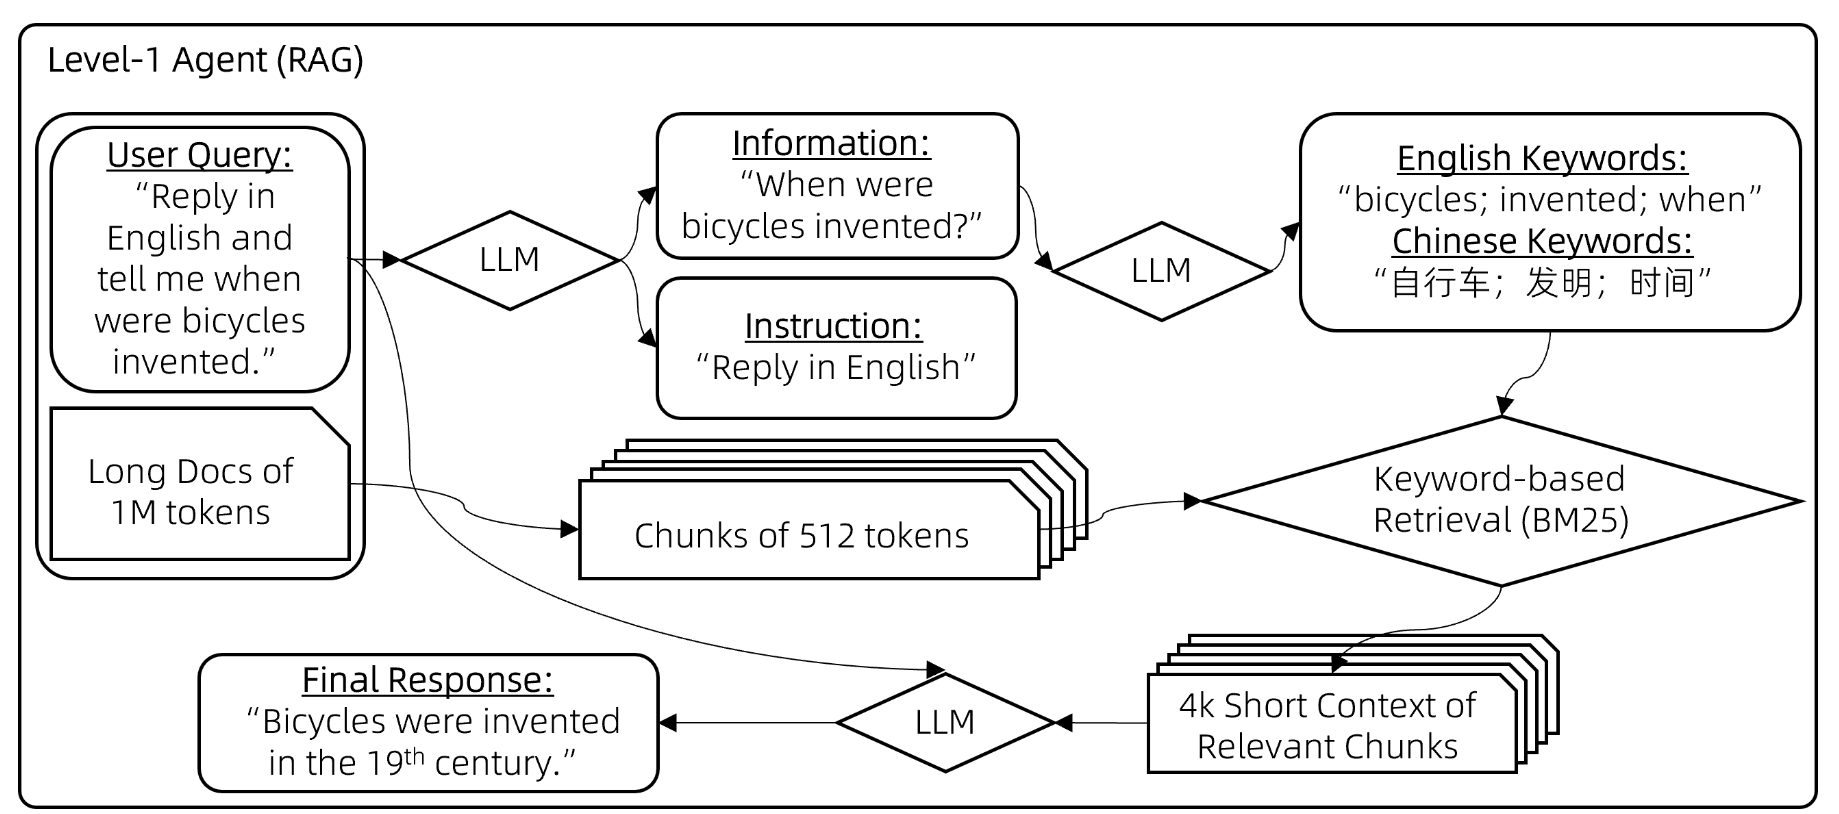 Level-1 Agent (RAG)
User Query:
“Reply in
English and
tell me when
were bicycles
invented.”
Long Docs of
1M tokens
LLM
Information:
“When were
bicycles invented?”
Instruction:
“Reply in English”
LLM
English Keywords:
“bicycles; invented; when”
Chinese Keywords:
“自行车；发明；时间”
Chunks of 512 tokens
Keyword-based
Retrieval (BM25)
4k Short Context of
Relevant Chunks
LLM
Final Response:
“Bicycles were invented
in the 19th century.”